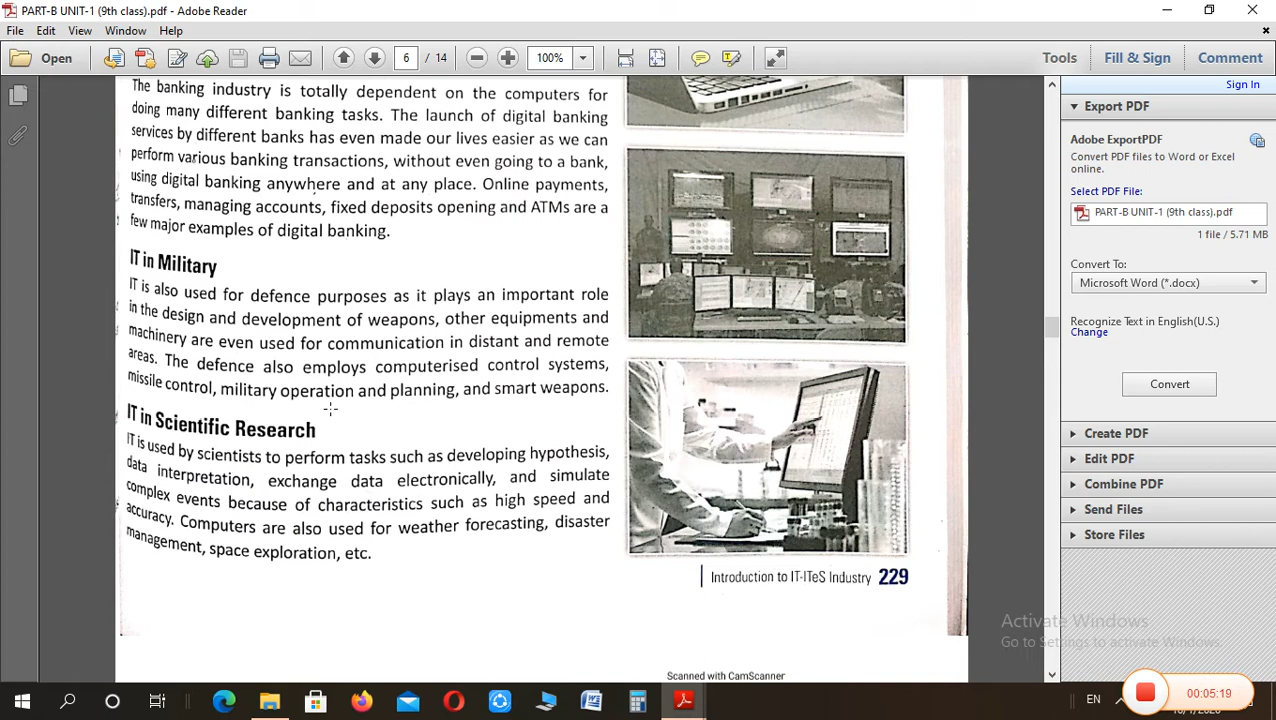 PART-B UNIT-1 (9th class).pdf - Adobe Reader
File Edit View Window Help
Open 6 / 14 100% Tools Fill & Sign Comment
Sign In
The banking industry is totally dependent on the computers for
doing many different banking tasks. The launch of digital banking
services by different banks has even made our lives easier as we can
perform various banking transactions, without even going to a bank,
using digital banking anywhere and at any place. Online payments,
transfers, managing accounts, fixed deposits opening and ATMs are a
few major examples of digital banking.
IT in Military
IT is also used for defence purposes as it plays an important role
in the design and development of weapons, other equipments and
machinery are even used for communication in distant and remote
areas. The defence also employs computerised control systems,
missile control, military operation and planning, and smart weapons.
IT in Scientific Research
IT is used by scientists to perform tasks such as developing hypothesis,
data interpretation, exchange data electronically, and simulate
complex events because of characteristics such as high speed and
accuracy. Computers are also used for weather forecasting, disaster
management, space exploration, etc.
Introduction to IT-ITeS Industry 229
Scanned with CamScanner
Export PDF
Adobe ExportPDF
Convert PDF files to Word or Excel
online.
Select PDF File:
PART-B UNIT-1 (9th class).pdf
1 file / 5.71 MB
Convert To:
Microsoft Word (*.docx)
Recognize Text in English(U.S.)
Change
Convert
Create PDF
Edit PDF
Combine PDF
Send Files
Store Files
Activate Windows
Go to Settings to activate Windows.
EN
00:05:19